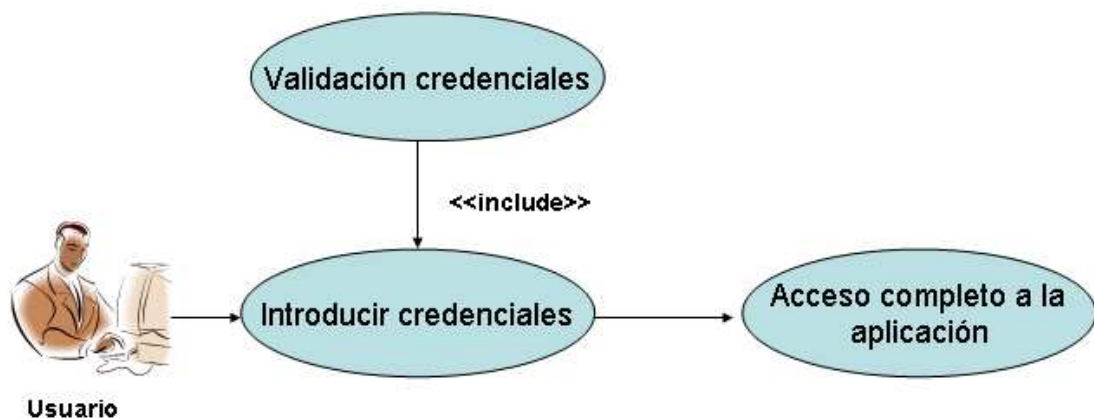 Validación credenciales
<<include>>
Introducir credenciales
Acceso completo a la
aplicación
Usuario